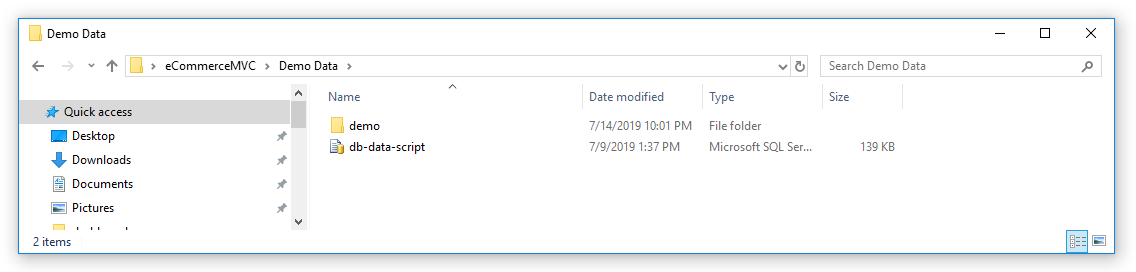 Demo Data
eCommerceMVC Demo Data
Search Demo Data
Quick access
Desktop
Downloads
Documents
Pictures
Name Date modified Type Size
demo 7/14/2019 10:01 PM File folder
db-data-script 7/9/2019 1:37 PM Microsoft SQL Ser... 139 KB
2 items